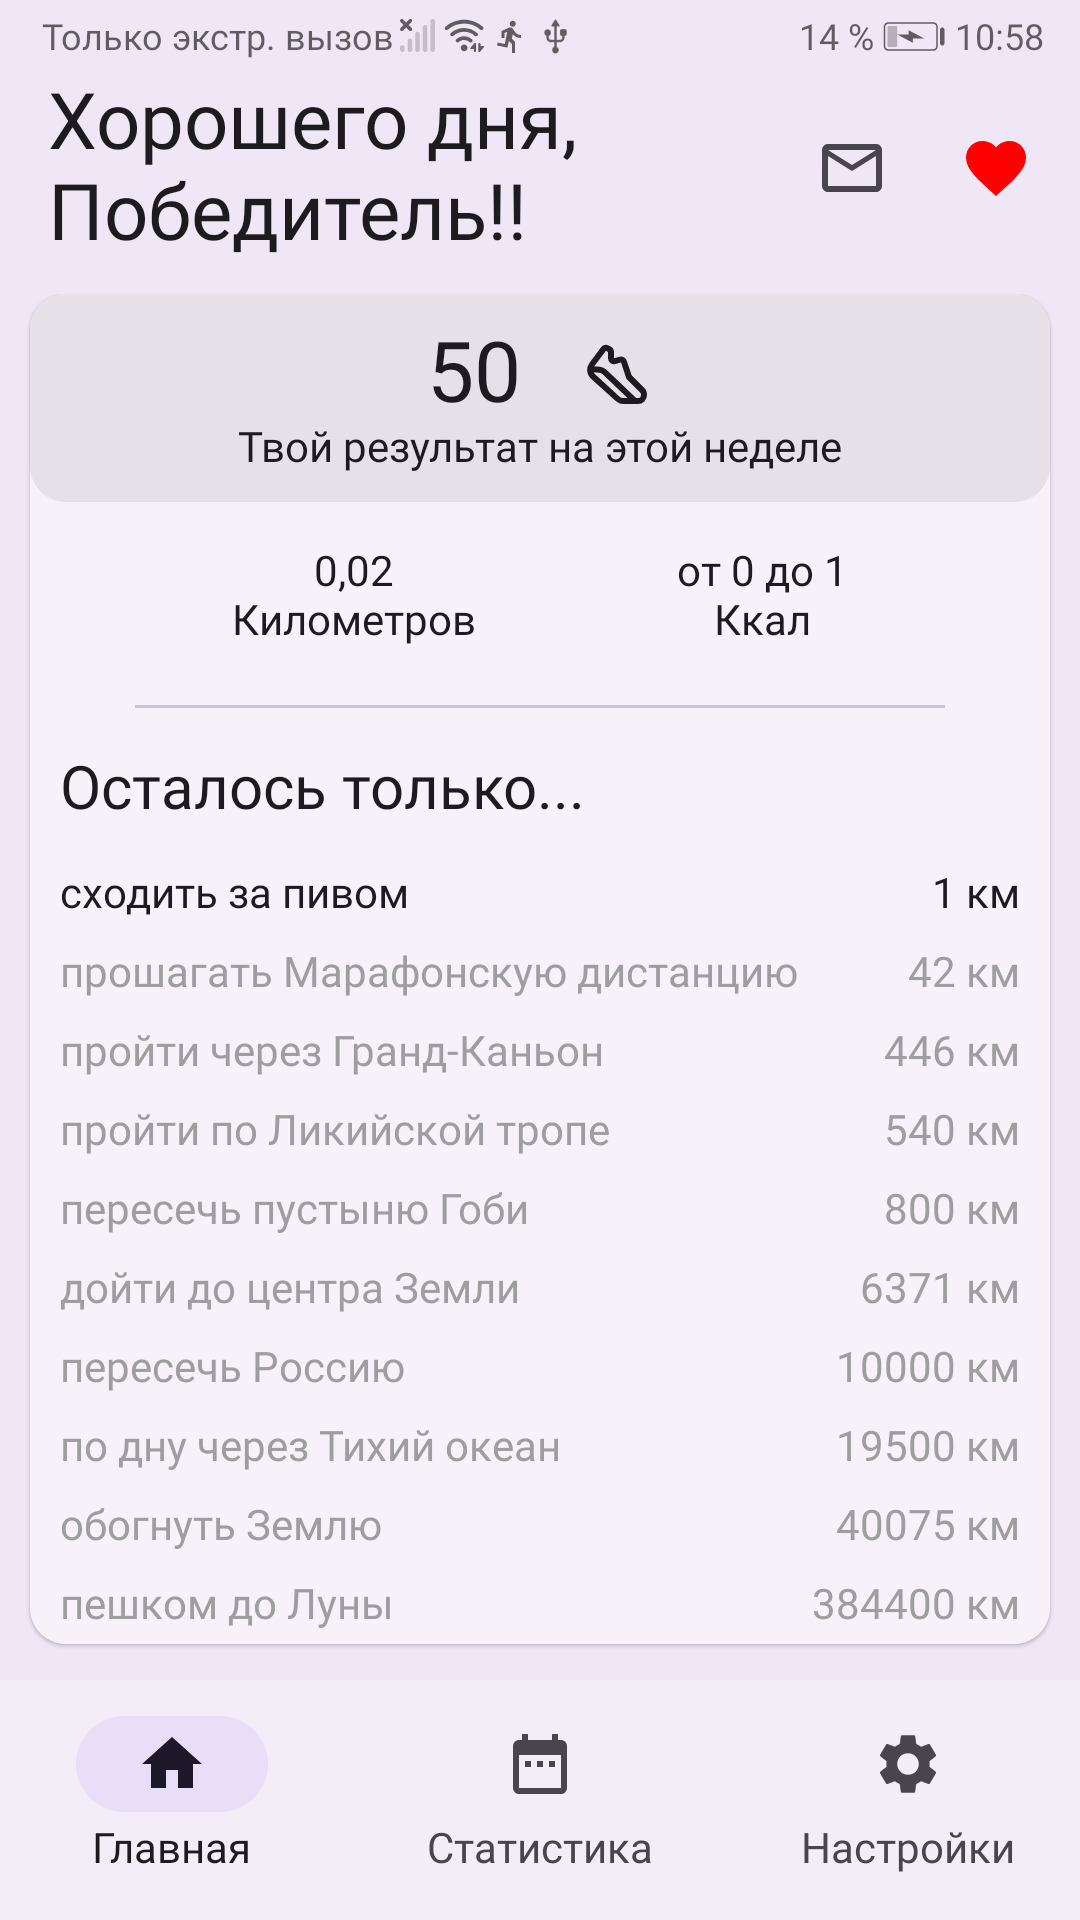 Только экстр. вызов 14 % 10:58
Хорошего дня,
Победитель!!
50
Твой результат на этой неделе
0,02 от 0 до 1
Километров Ккал
Осталось только...
сходить за пивом 1 км
прошагать Марафонскую дистанцию 42 км
пройти через Гранд-Каньон 446 км
пройти по Ликийской тропе 540 км
пересечь пустыню Гоби 800 км
дойти до центра Земли 6371 км
пересечь Россию 10000 км
по дну через Тихий океан 19500 км
обогнуть Землю 40075 км
пешком до Луны 384400 км
Главная Статистика Настройки